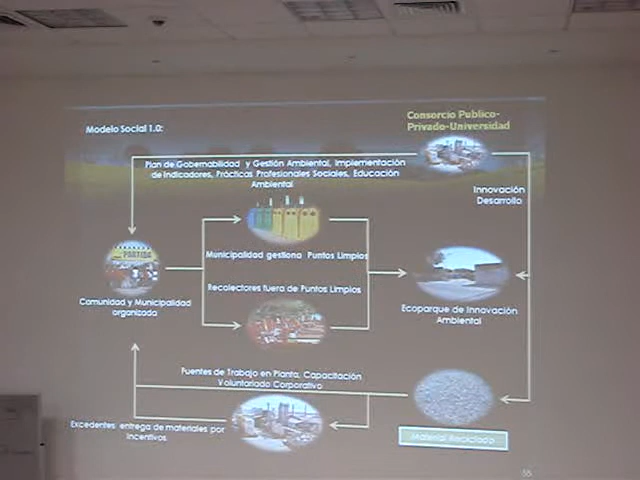 Modelo Social 1.0:
Consorcio Publico-
Privado-Universidad
Plan de Gobernabilidad y Gestión Ambiental, Implementación
de Indicadores, Prácticas Profesionales Sociales, Educación
Ambiental
Innovación
Desarrollo
PARTIDA
Municipalidad gestiona Puntos Limpios
Recolectores fuera de Puntos Limpios
Comunidad y Municipalidad
organizada
Ecoparque de Innovación
Ambiental
Fuentes de Trabajo en Planta, Capacitación
Voluntariado Corporativo
Excedentes entrega de materiales por
Incentivos
Material Reciclado